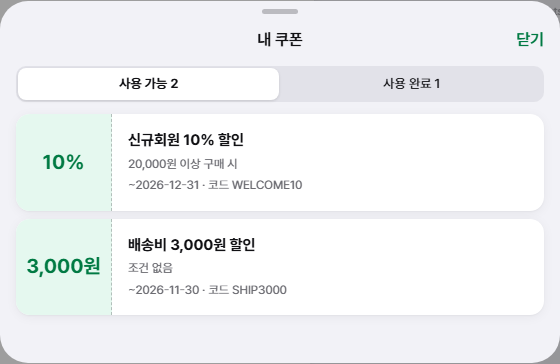 내 쿠폰
닫기
사용 가능 2
사용 완료 1
10%
신규회원 10% 할인
20,000원 이상 구매 시
~2026-12-31 · 코드 WELCOME10
3,000원
배송비 3,000원 할인
조건 없음
~2026-11-30 · 코드 SHIP3000